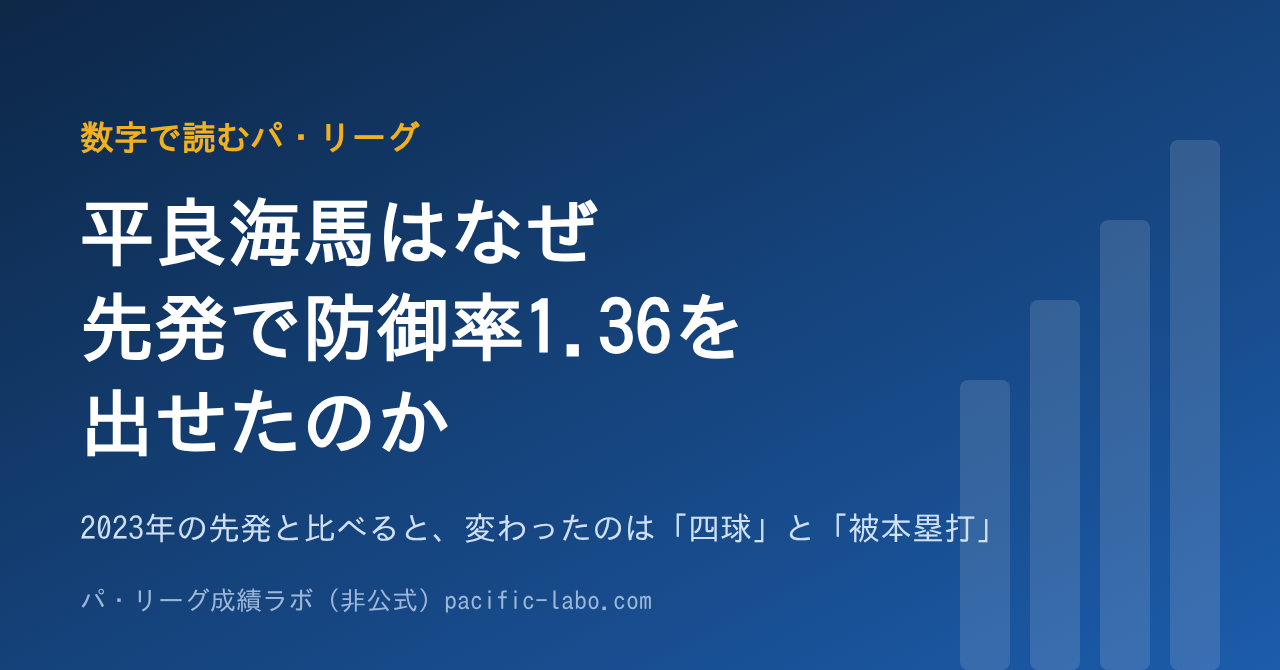 数字で読むパ・リーグ
平良海馬はなぜ
先発で防御率1.36を
出せたのか
2023年の先発と比べると、変わったのは「四球」と「被本塁打」
パ・リーグ成績ラボ（非公式）pacific-labo.com